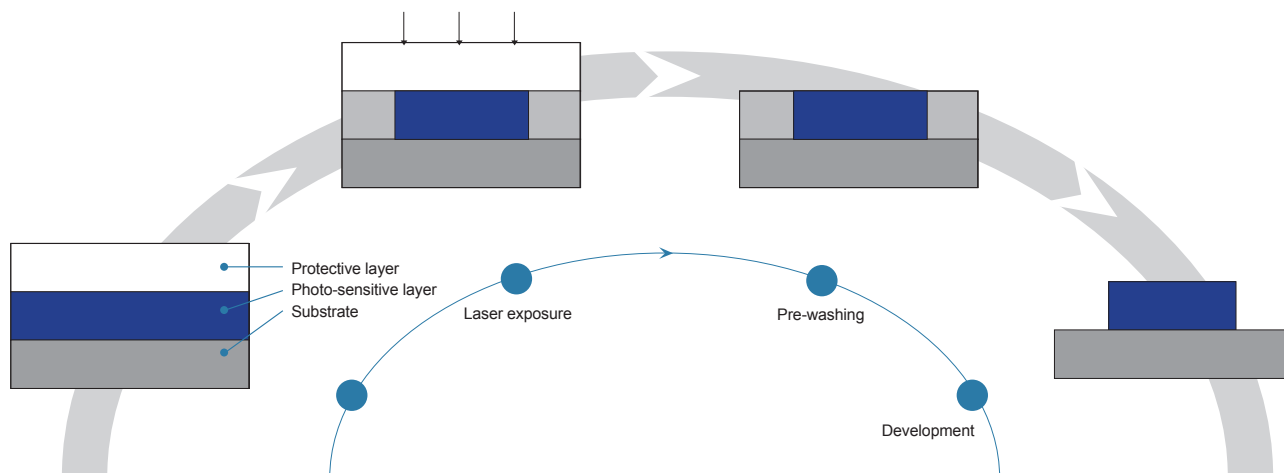 Protective layer
Photo-sensitive layer
Substrate
Laser exposure
Pre-washing
Development